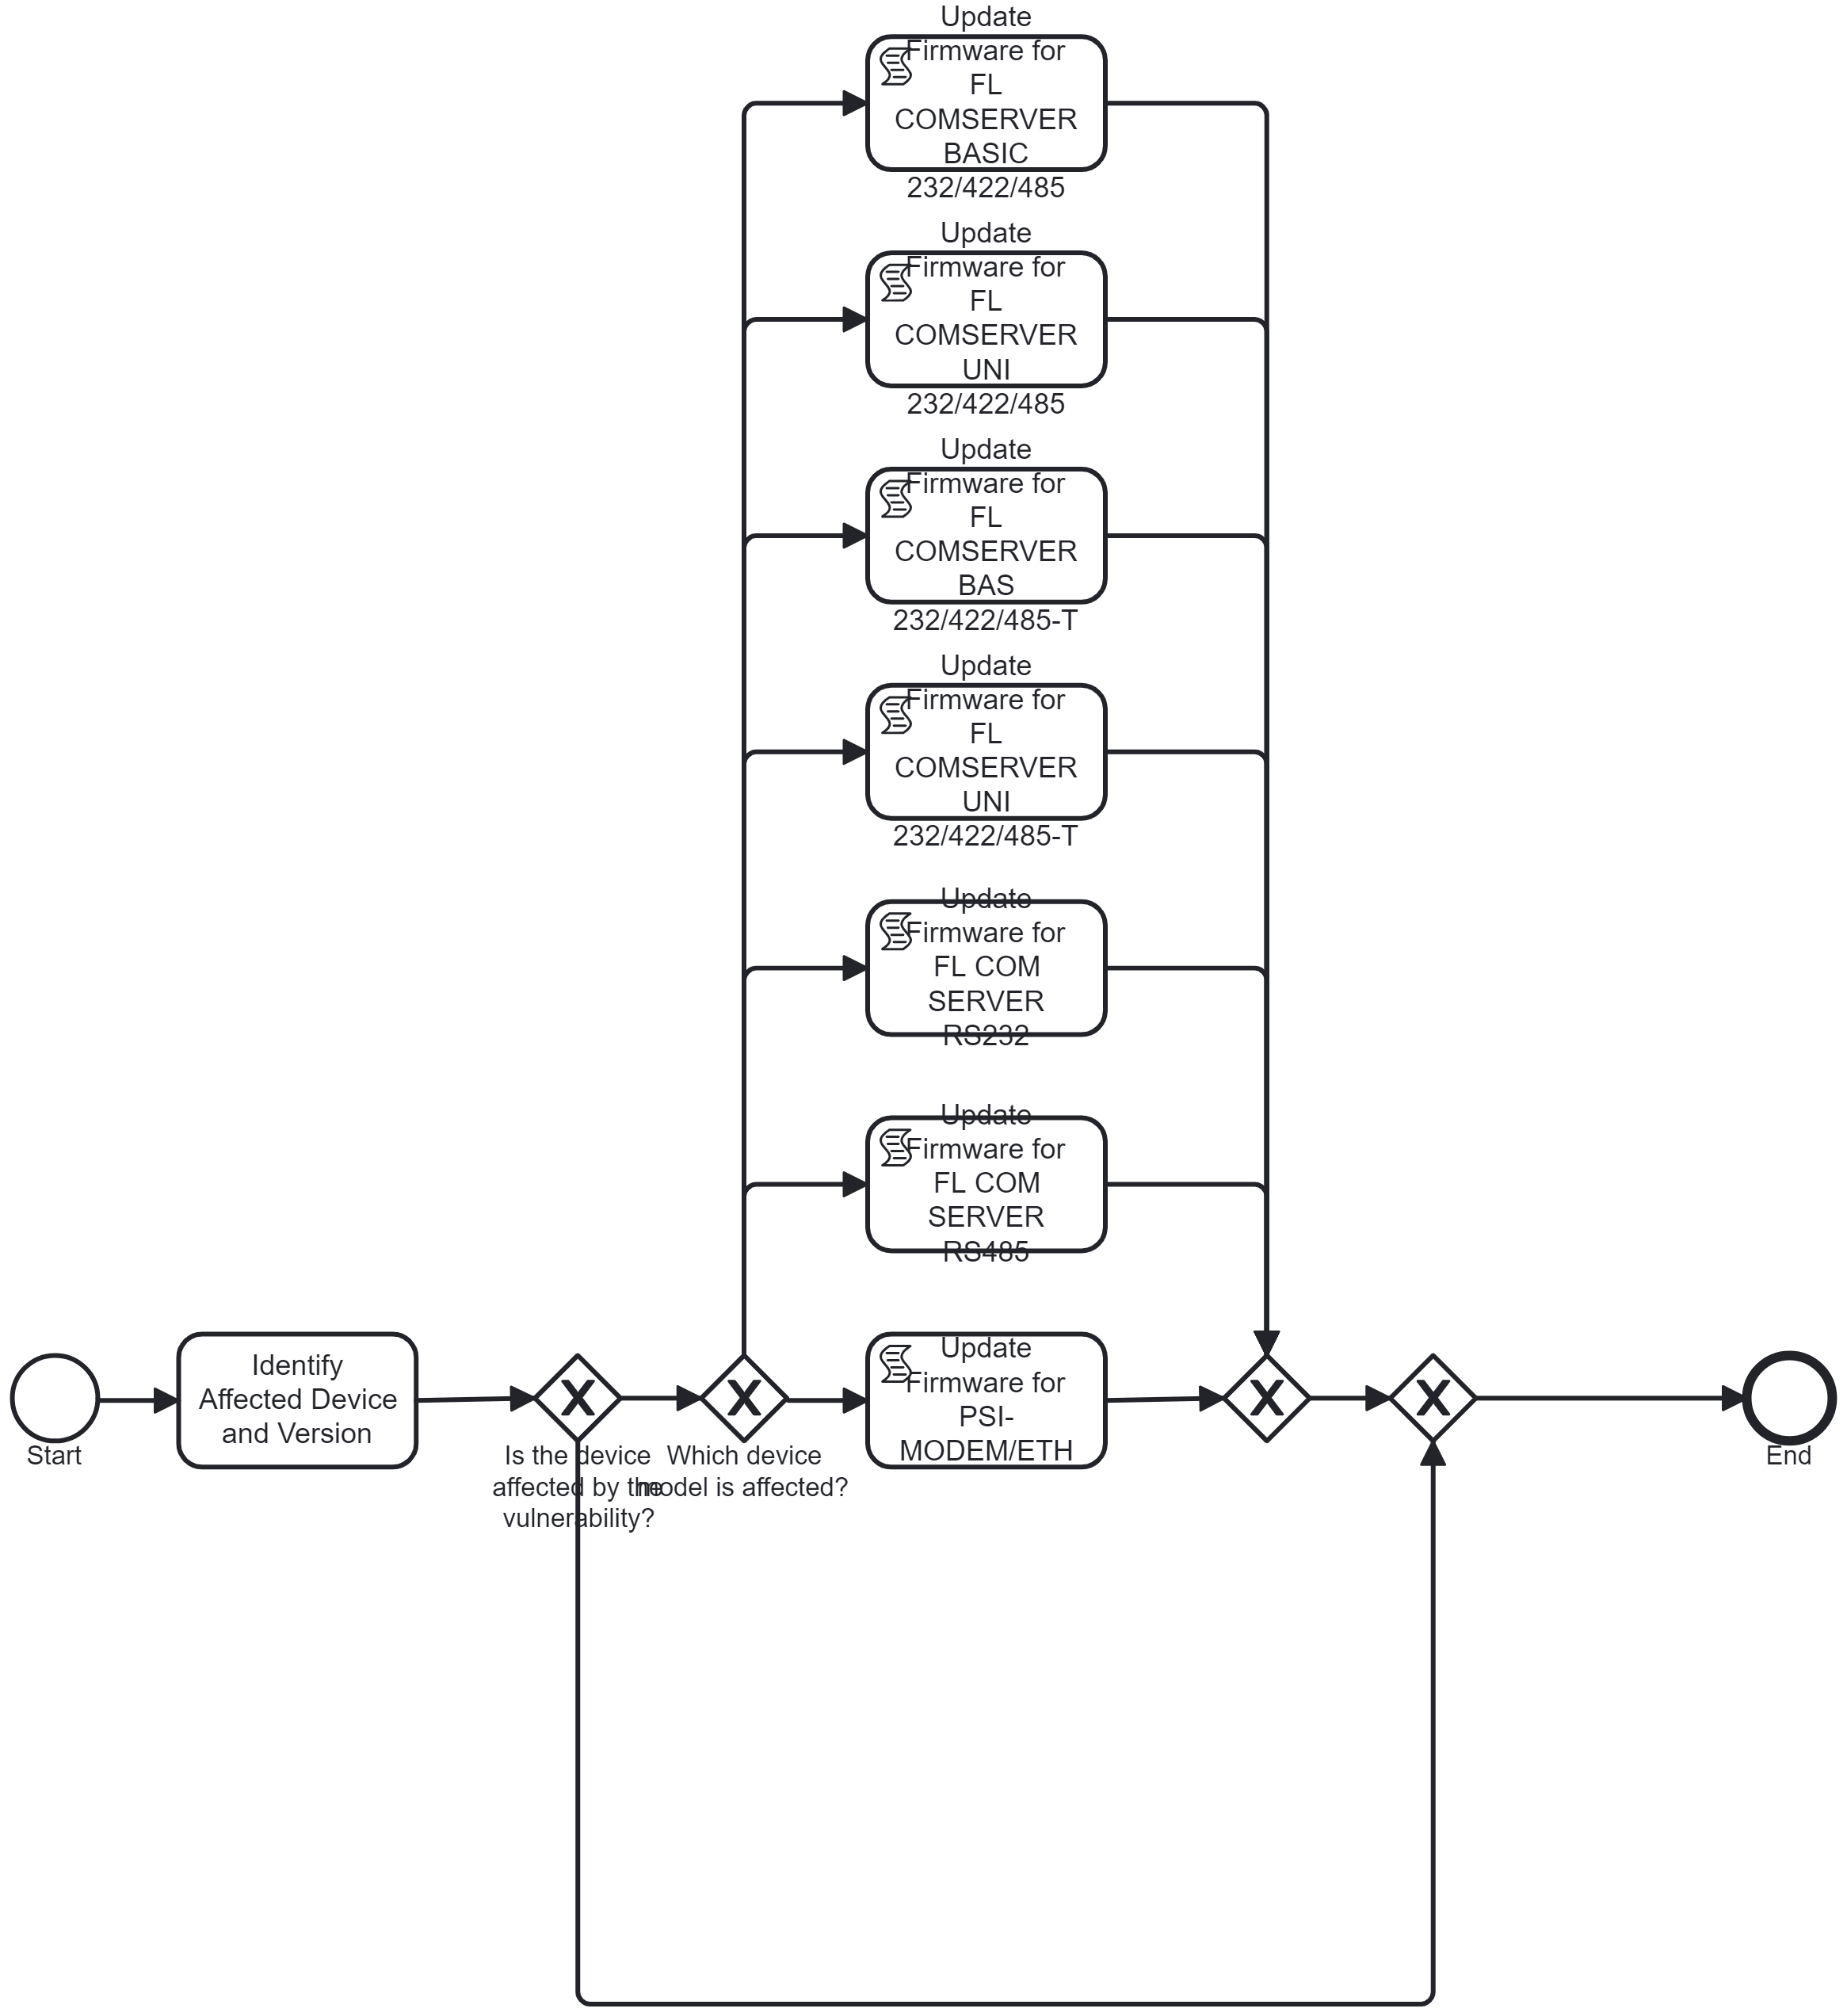 Update
Firmware for
FL
COMSERVER
BASIC
232/422/485
Update
Firmware for
FL
COMSERVER
UNI
232/422/485
Update
Firmware for
FL
COMSERVER
BAS
232/422/485-T
Update
Firmware for
FL
COMSERVER
UNI
232/422/485-T
Update
Firmware for
FL COM
SERVER
RS232
Update
Firmware for
FL COM
SERVER
RS485
Update
Firmware for
PSI-
MODEM/ETH
Start
Identify
Affected Device
and Version
Is the device
affected by the
vulnerability?
Which device
model is affected?
End